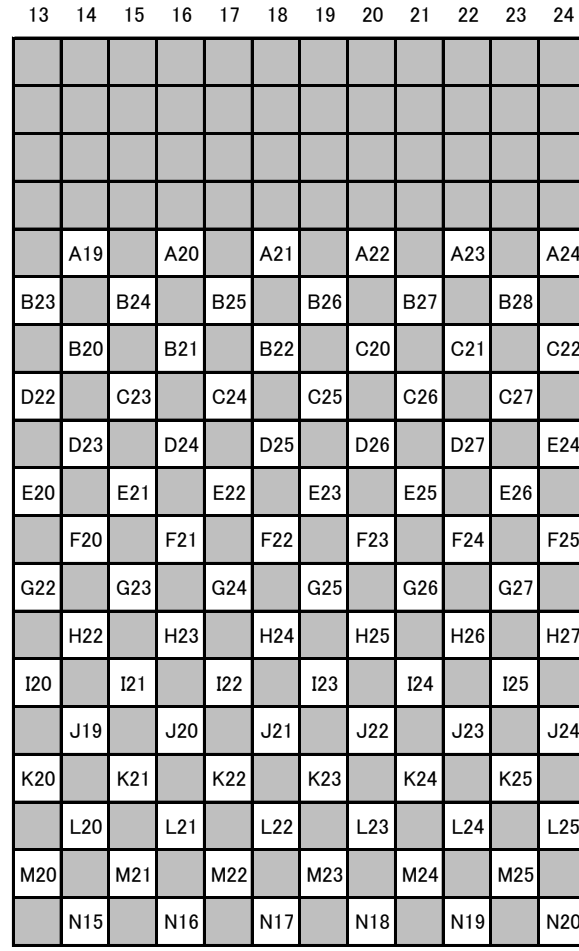 13 14 15 16 17 18 19 20 21 22 23 24
A19 A20 A21 A22 A23 A24
B23 B24 B25 B26 B27 B28
B20 B21 B22 C20 C21 C22
D22 C23 C24 C25 C26 C27
D23 D24 D25 D26 D27 E24
E20 E21 E22 E23 E25 E26
F20 F21 F22 F23 F24 F25
G22 G23 G24 G25 G26 G27
H22 H23 H24 H25 H26 H27
I20 I21 I22 I23 I24 I25
J19 J20 J21 J22 J23 J24
K20 K21 K22 K23 K24 K25
L20 L21 L22 L23 L24 L25
M20 M21 M22 M23 M24 M25
N15 N16 N17 N18 N19 N20